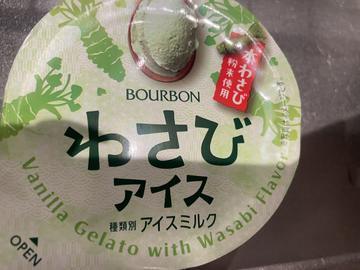 本わさび
粉末使用
BOURBON
わさび
アイス
種類別 アイスミルク
Vanilla Gelato with Wasabi Flavor
OPEN